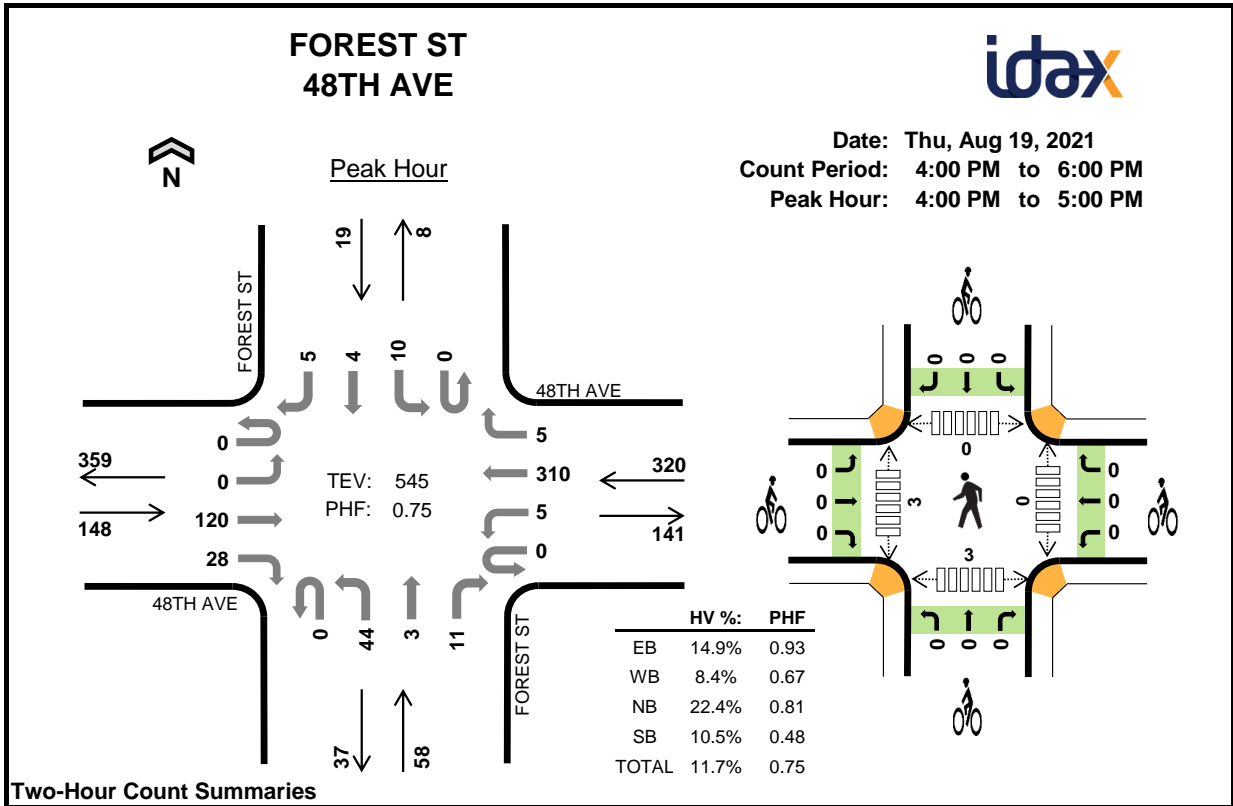 FOREST ST
48TH AVE
idax
Date: Thu, Aug 19, 2021
Count Period: 4:00 PM to 6:00 PM
Peak Hour: 4:00 PM to 5:00 PM
N
Peak Hour
19
8
FOREST ST
5
4
10
0
48TH AVE
0
5
359
0
TEV: 545
310
320
148
120
PHF: 0.75
5
141
28
0
48TH AVE
0
44
3
11
FOREST ST
37
58
HV %: PHF
EB 14.9% 0.93
WB 8.4% 0.67
NB 22.4% 0.81
SB 10.5% 0.48
TOTAL 11.7% 0.75
0 0 0
0
0
0
0
3
0
0
0
0
3
0 0 0
Two-Hour Count Summaries